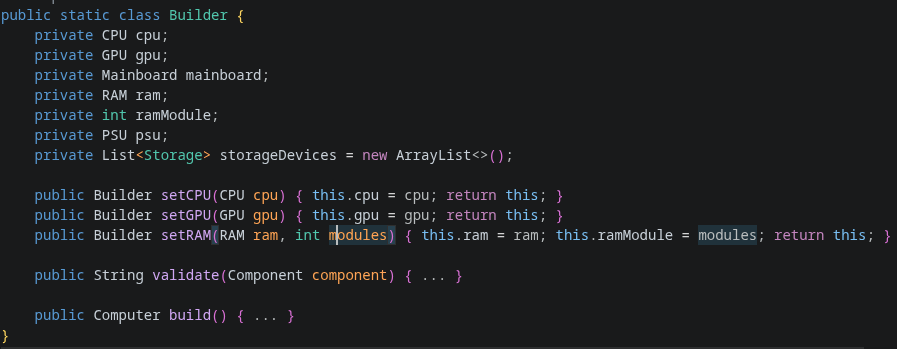 public static class Builder {
    private CPU cpu;
    private GPU gpu;
    private Mainboard mainboard;
    private RAM ram;
    private int ramModule;
    private PSU psu;
    private List<Storage> storageDevices = new ArrayList<>();

    public Builder setCPU(CPU cpu) { this.cpu = cpu; return this; }
    public Builder setGPU(GPU gpu) { this.gpu = gpu; return this; }
    public Builder setRAM(RAM ram, int modules) { this.ram = ram; this.ramModule = modules; return this; }

    public String validate(Component component) { ... }

    public Computer build() { ... }
}